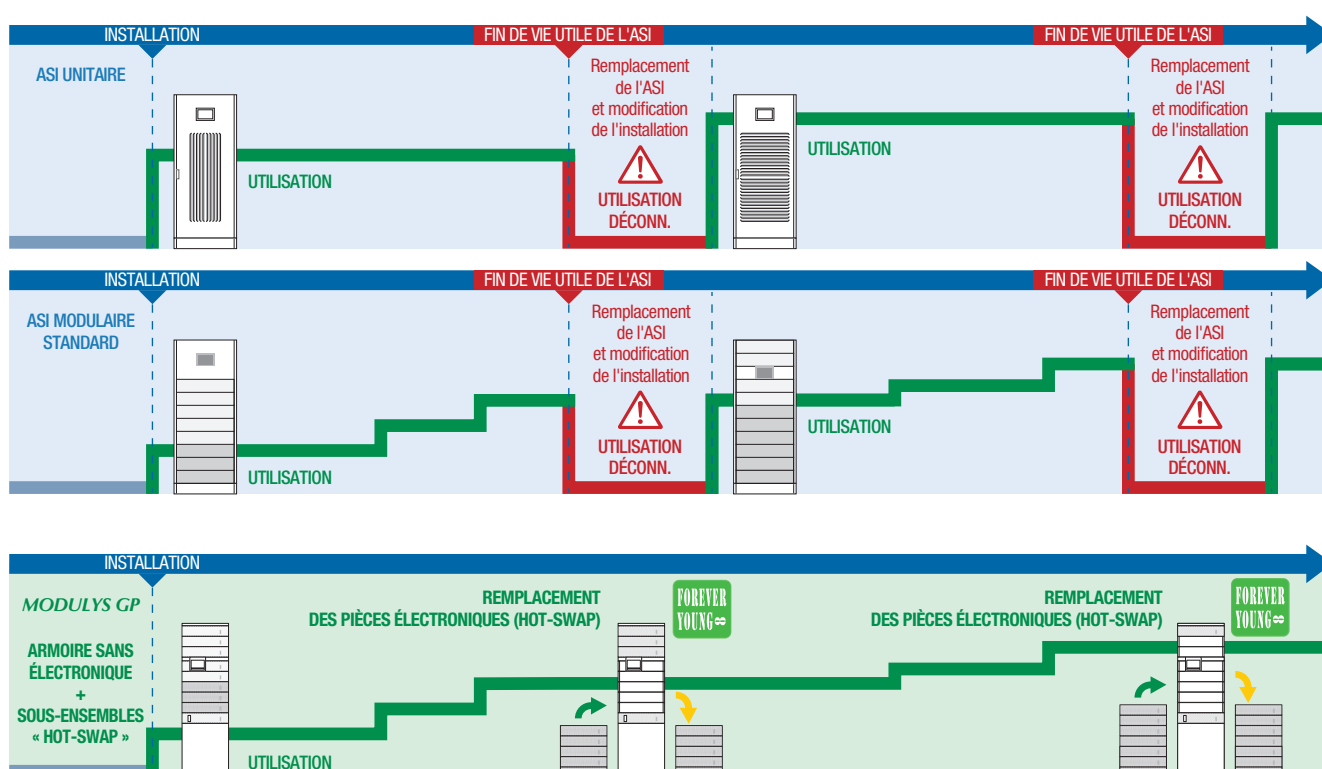 INSTALLATION
FIN DE VIE UTILE DE L'ASI
FIN DE VIE UTILE DE L'ASI
ASI UNITAIRE
UTILISATION
Remplacement
de l'ASI
et modification
de l'installation
UTILISATION
DÉCONN.
UTILISATION
Remplacement
de l'ASI
et modification
de l'installation
UTILISATION
DÉCONN.
INSTALLATION
FIN DE VIE UTILE DE L'ASI
FIN DE VIE UTILE DE L'ASI
ASI MODULAIRE
STANDARD
UTILISATION
Remplacement
de l'ASI
et modification
de l'installation
UTILISATION
DÉCONN.
UTILISATION
Remplacement
de l'ASI
et modification
de l'installation
UTILISATION
DÉCONN.
INSTALLATION
MODULYS GP
ARMOIRE SANS
ÉLECTRONIQUE
+
SOUS-ENSEMBLES
« HOT-SWAP »
UTILISATION
REMPLACEMENT
DES PIÈCES ÉLECTRONIQUES (HOT-SWAP)
FOREVER
YOUNG∞
REMPLACEMENT
DES PIÈCES ÉLECTRONIQUES (HOT-SWAP)
FOREVER
YOUNG∞